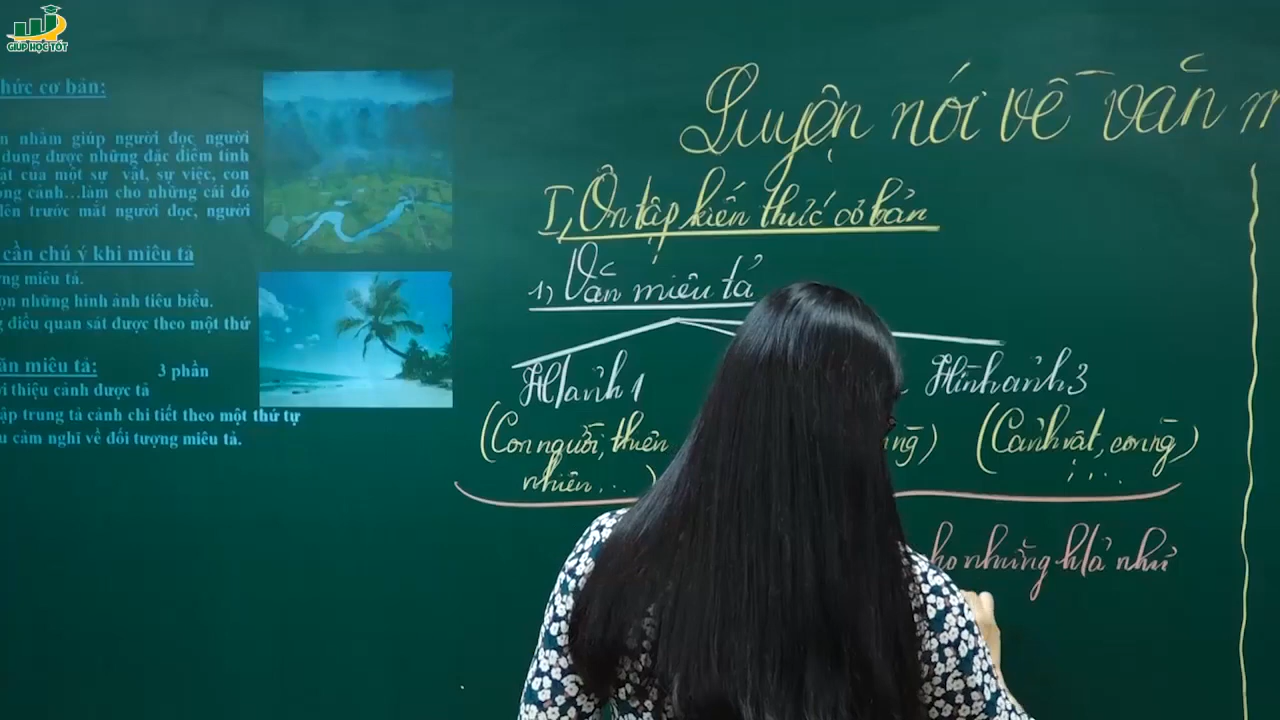 GIÚP HỌC TỐT
thức cơ bản:
n nhằm giúp người đọc người
dung được những đặc điểm tính
ật của một sự vật, sự việc, con
ong cảnh...làm cho những cái đó
lên trước mắt người đọc, người
cần chú ý khi miêu tả
ng miêu tả.
ọn những hình ảnh tiêu biểu.
g điều quan sát được theo một thứ
ăn miêu tả: 3 phần
ới thiệu cảnh được tả
ập trung tả cảnh chi tiết theo một thứ tự
u cảm nghĩ về đối tượng miêu tả.
Luyện nói về văn m
I, Ôn tập kiến thức cơ bản
1, Văn miêu tả
Hình ảnh 3
(Con người, thiên
nhiên, ...)
ng) (Cảnh vật, con ng)
, ...
ho những h/ả như